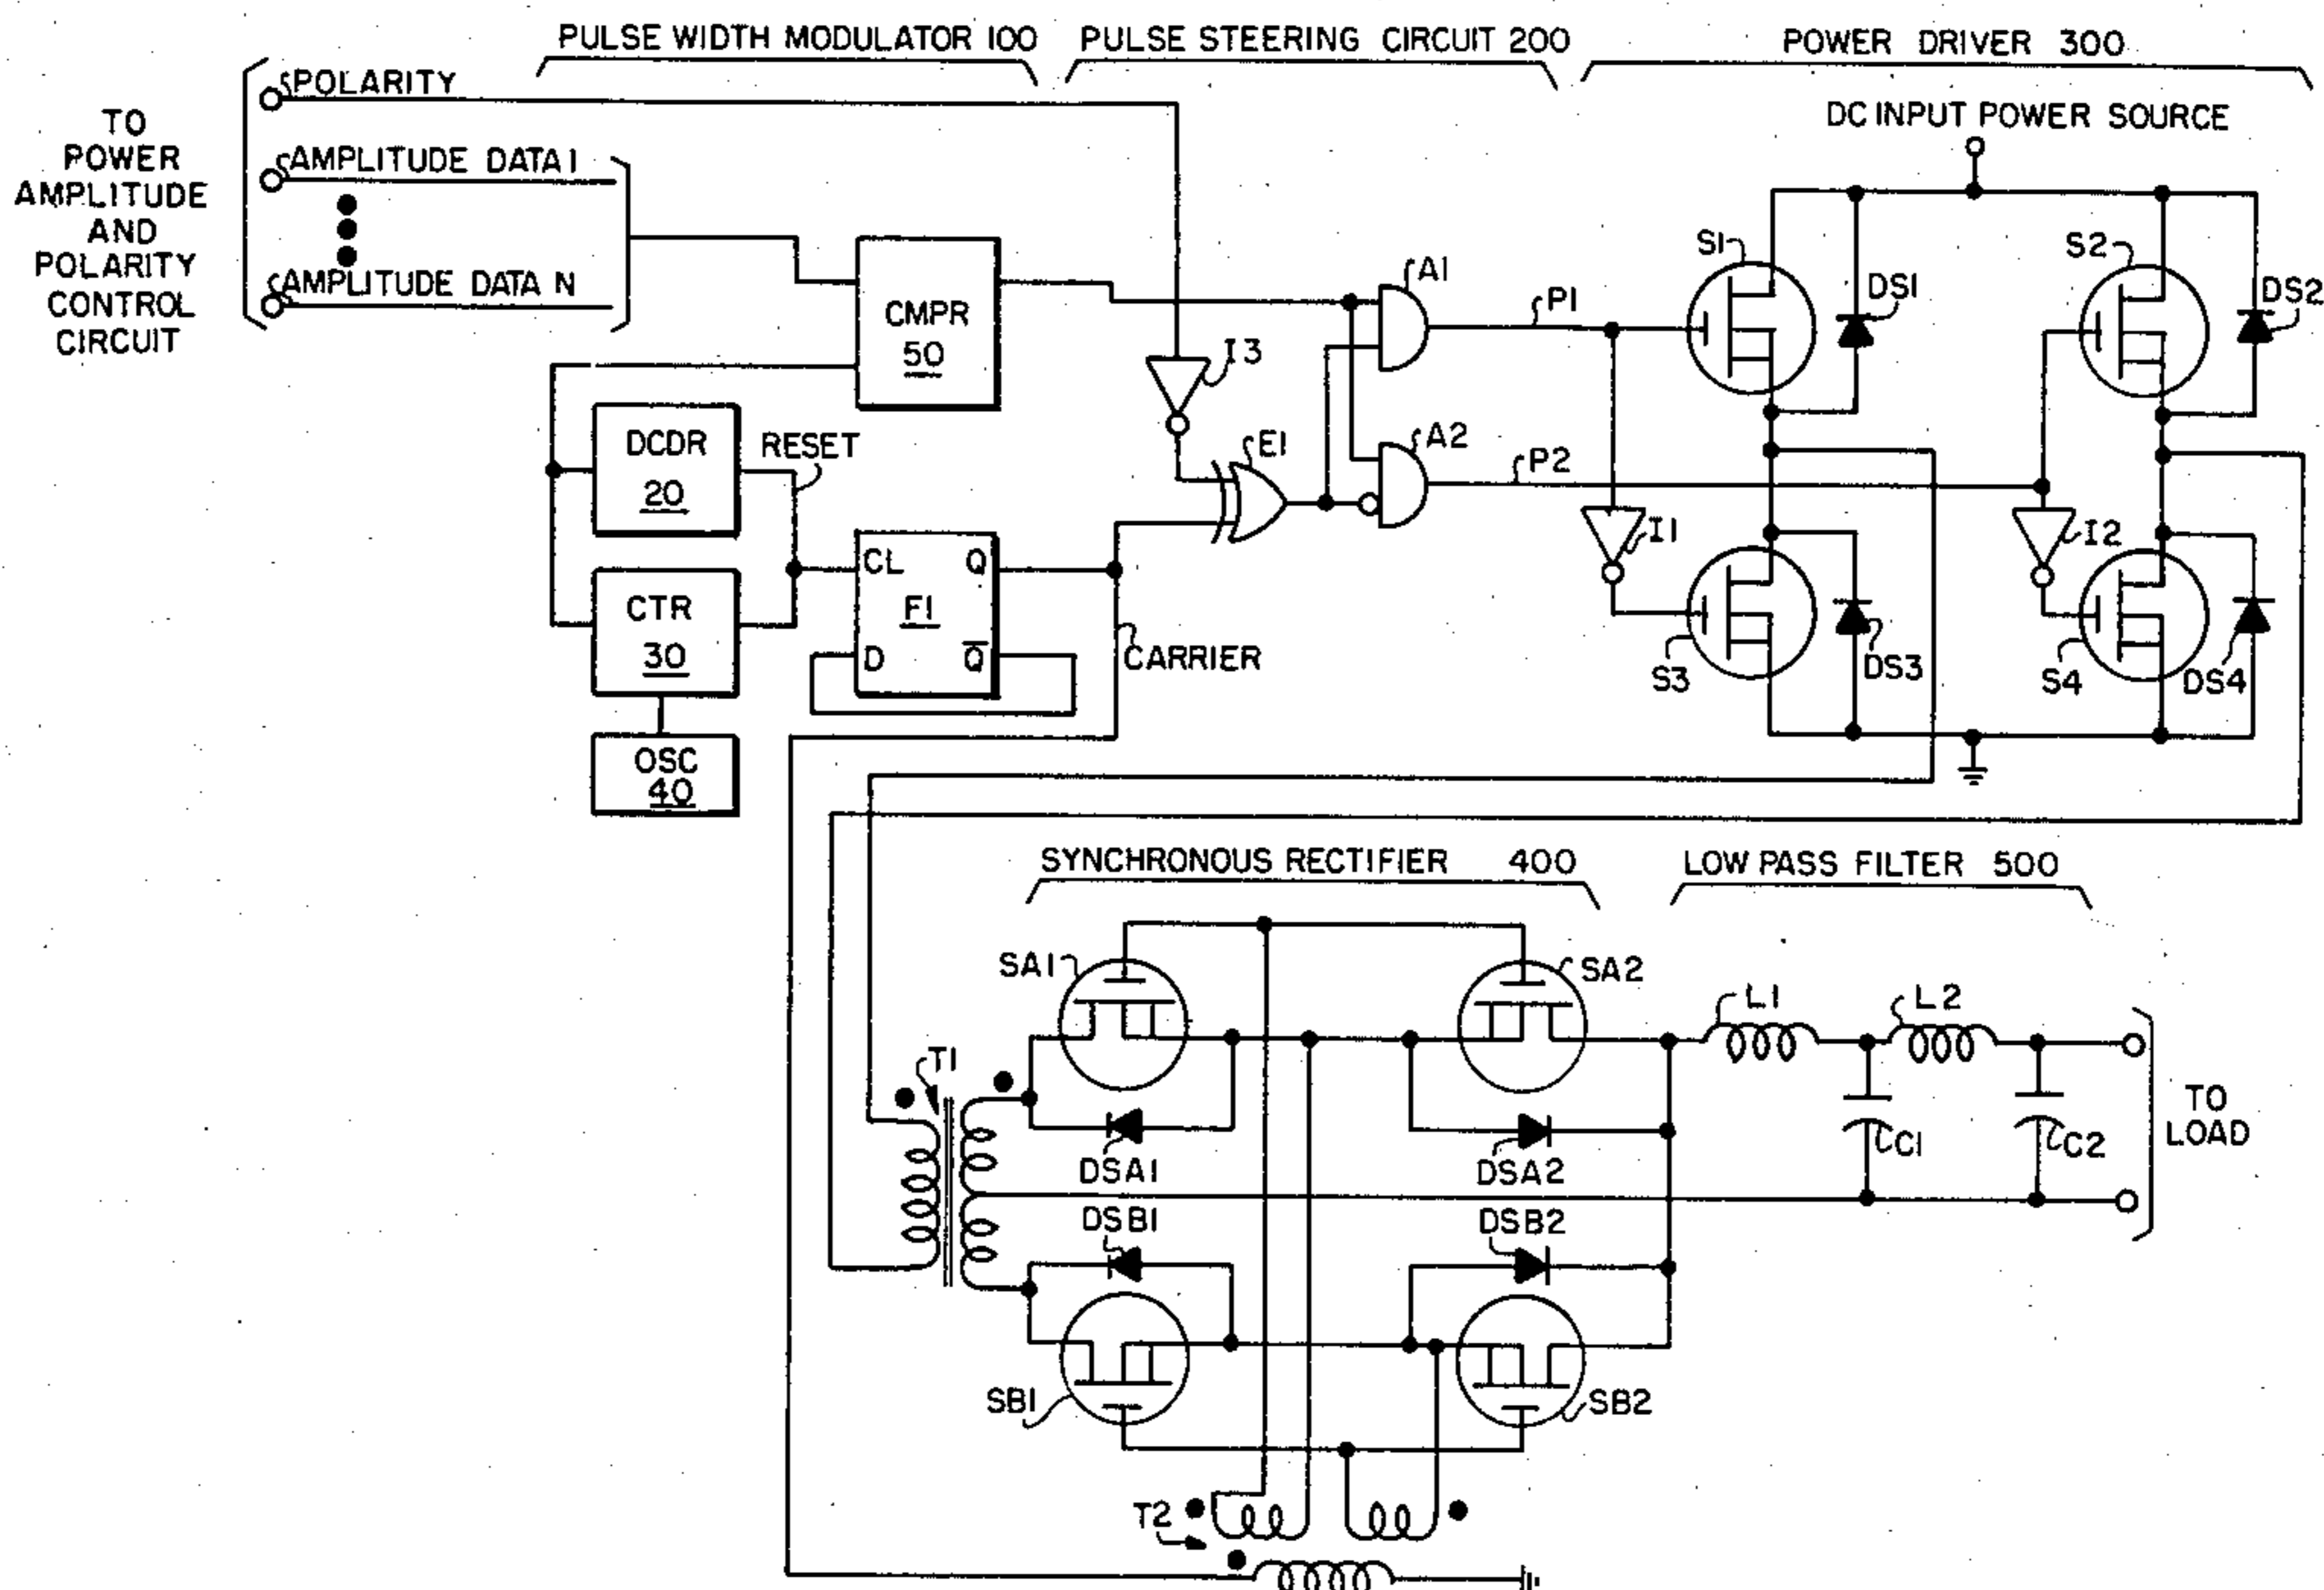 PULSE WIDTH MODULATOR 100
PULSE STEERING CIRCUIT 200
POWER DRIVER 300
TO
POWER
AMPLITUDE
AND
POLARITY
CONTROL
CIRCUIT
POLARITY
AMPLITUDE DATA 1
AMPLITUDE DATA N
DC INPUT POWER SOURCE
CMPR
50
DCDR
20
RESET
CTR
30
OSC
40
CL
Q
F1
D
Q̅
CARRIER
I3
E1
A1
A2
P1
P2
S1
DS1
S2
DS2
I1
I2
S3
DS3
S4
DS4
SYNCHRONOUS RECTIFIER 400
LOW PASS FILTER 500
SA1
SA2
L1
L2
T1
DSA1
DSA2
C1
C2
TO
LOAD
DSB1
DSB2
SB1
SB2
T2